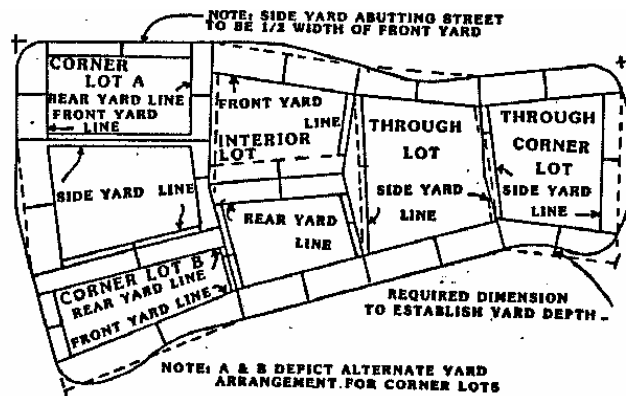 NOTE: SIDE YARD ABUTTING STREET
TO BE 1/2 WIDTH OF FRONT YARD
CORNER
LOT A
REAR YARD LINE
FRONT YARD
LINE
FRONT YARD
LINE
INTERIOR
LOT
THROUGH
LOT
THROUGH
CORNER
LOT
SIDE YARD LINE
SIDE YARD
LINE
SIDE YARD
LINE
REAR YARD
LINE
CORNER LOT B
REAR YARD LINE
FRONT YARD LINE
REQUIRED DIMENSION
TO ESTABLISH YARD DEPTH
NOTE: A & B DEPICT ALTERNATE YARD
ARRANGEMENT FOR CORNER LOTS